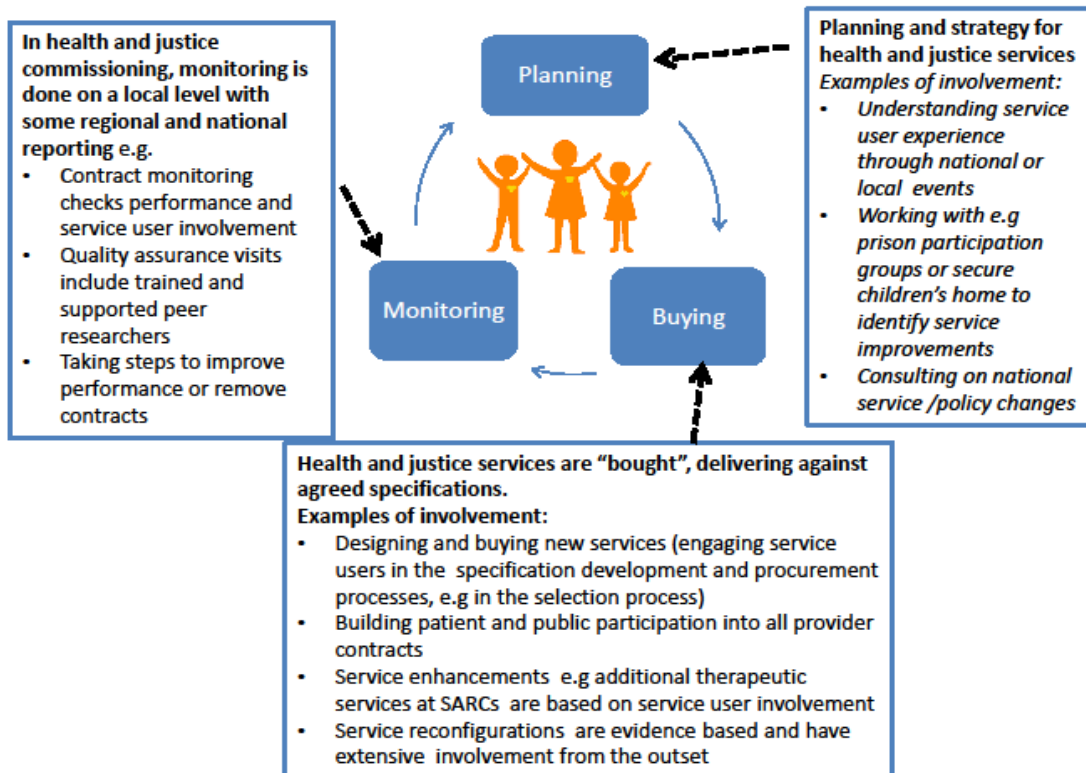 In health and justice
commissioning, monitoring is
done on a local level with
some regional and national
reporting e.g.
• Contract monitoring
checks performance and
service user involvement
• Quality assurance visits
include trained and
supported peer
researchers
• Taking steps to improve
performance or remove
contracts
Planning
Monitoring
Buying
Planning and strategy for
health and justice services
Examples of involvement:
• Understanding service
user experience
through national or
local events
• Working with e.g
prison participation
groups or secure
children's home to
identify service
improvements
• Consulting on national
service /policy changes
Health and justice services are “bought”, delivering against
agreed specifications.
Examples of involvement:
• Designing and buying new services (engaging service
users in the specification development and procurement
processes, e.g in the selection process)
• Building patient and public participation into all provider
contracts
• Service enhancements e.g additional therapeutic
services at SARCs are based on service user involvement
• Service reconfigurations are evidence based and have
extensive involvement from the outset